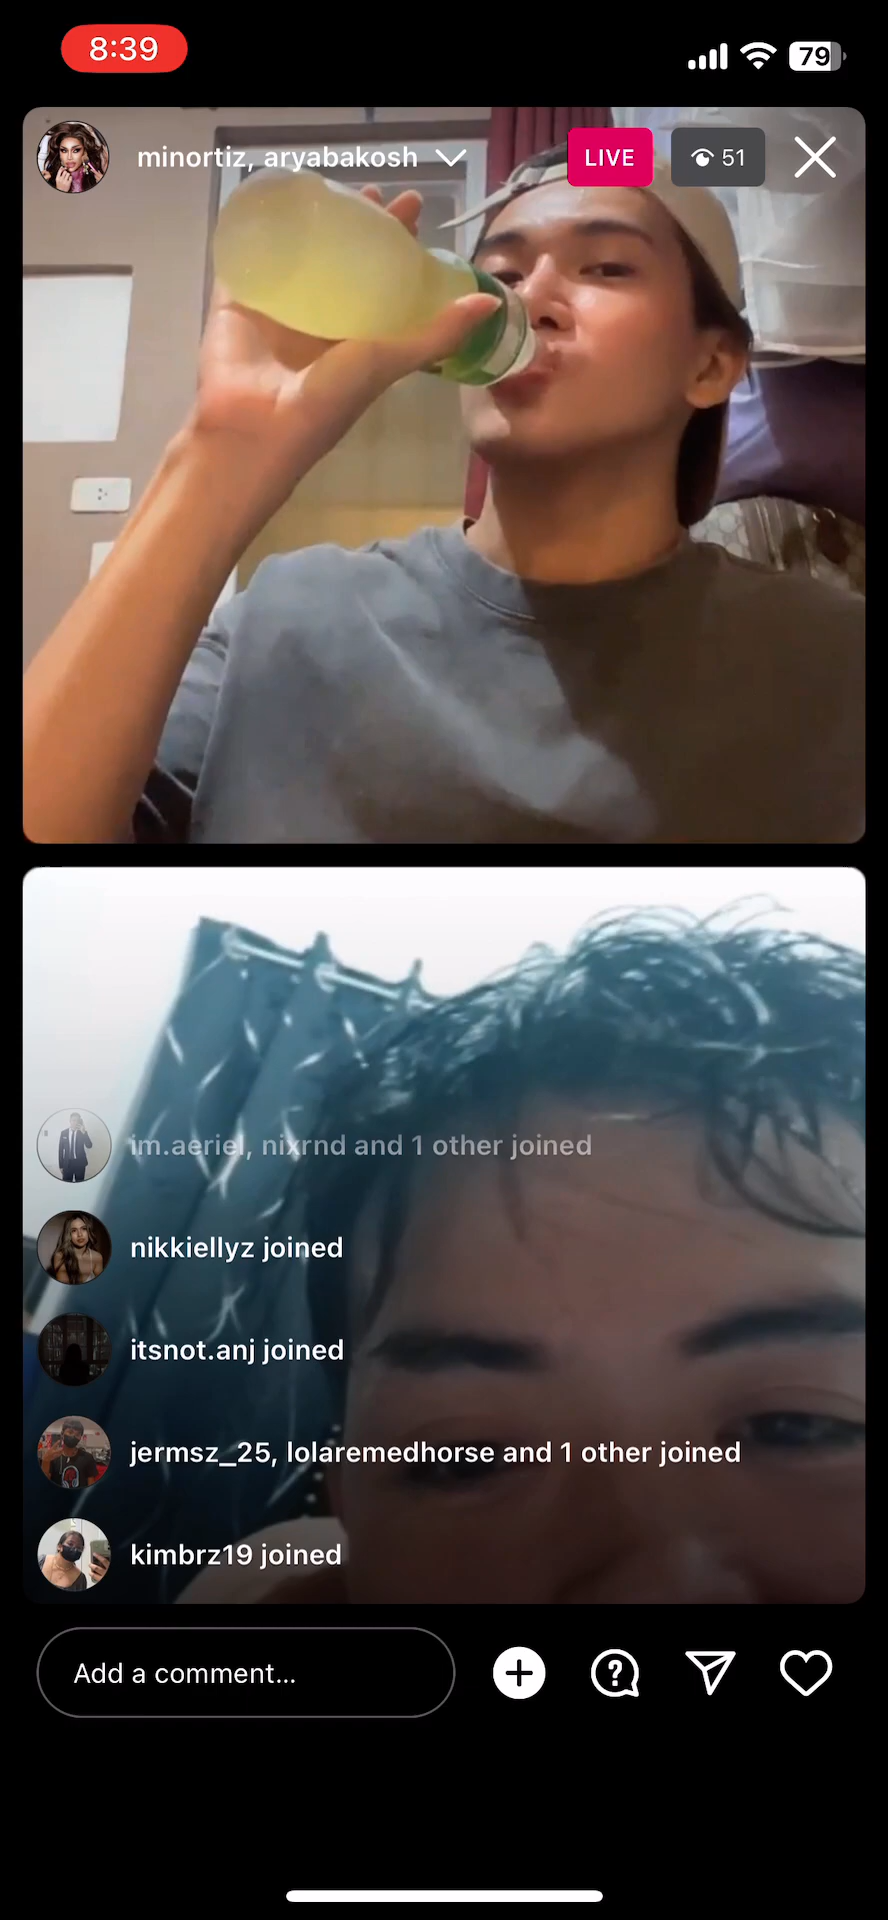 8:39
79
minortiz, aryabakosh
LIVE
51
im.aeriel, nixrnd and 1 other joined
nikkiellyz joined
itsnot.anj joined
jermsz_25, lolaremedhorse and 1 other joined
kimbrz19 joined
Add a comment...